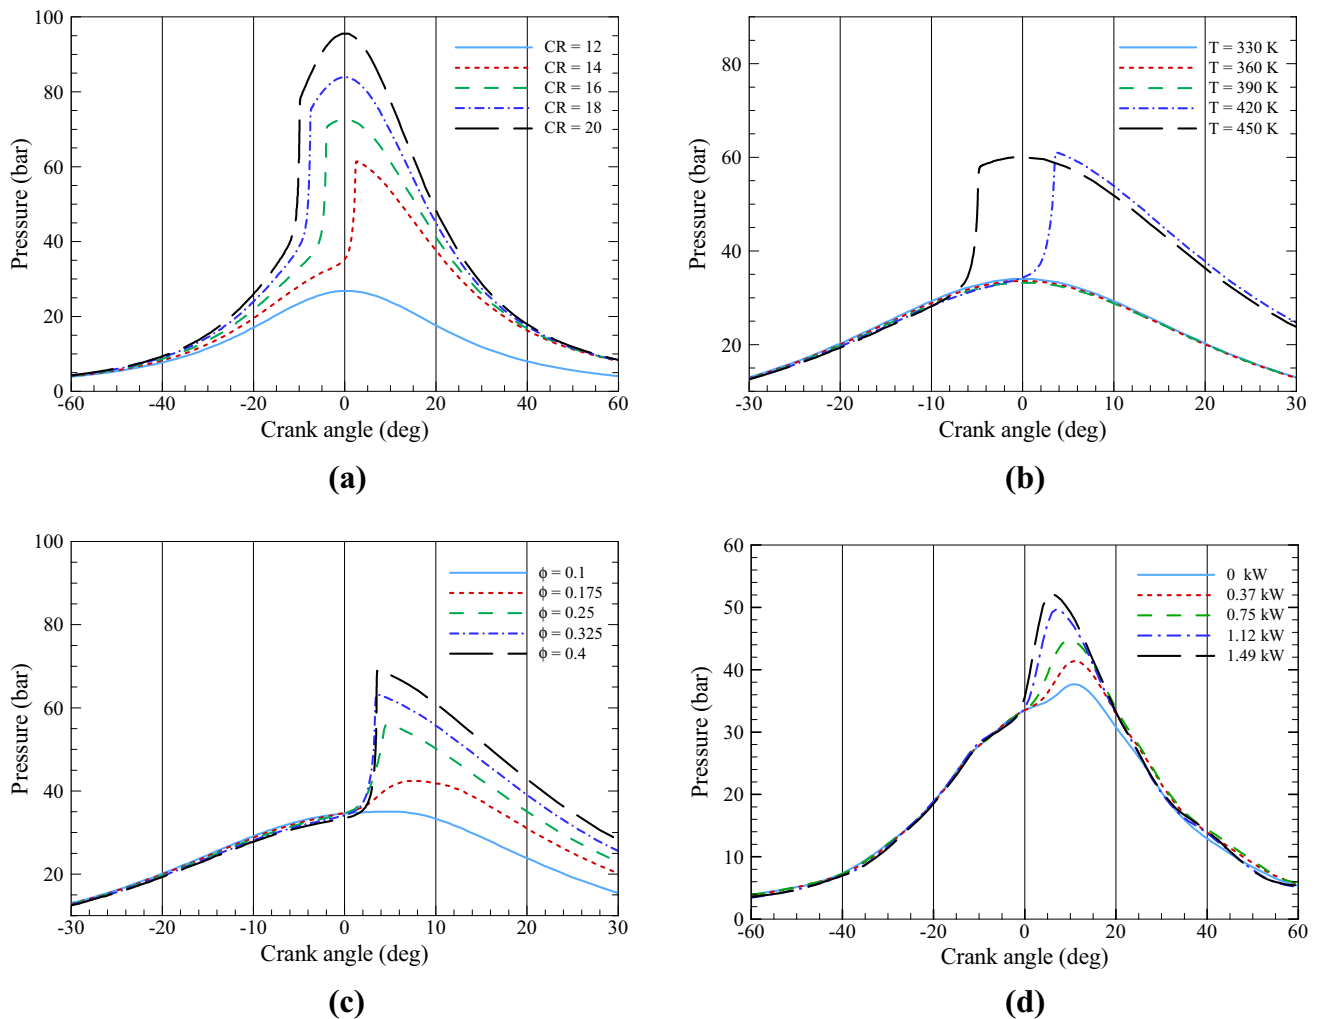 100
80
60
40
20
0
-60
-40
-20
0
20
40
60
Pressure (bar)
Crank angle (deg)
CR = 12
CR = 14
CR = 16
CR = 18
CR = 20
(a)
80
60
40
20
-30
-20
-10
0
10
20
30
Pressure (bar)
Crank angle (deg)
T = 330 K
T = 360 K
T = 390 K
T = 420 K
T = 450 K
(b)
100
80
60
40
20
-30
-20
-10
0
10
20
30
Pressure (bar)
Crank angle (deg)
ϕ = 0.1
ϕ = 0.175
ϕ = 0.25
ϕ = 0.325
ϕ = 0.4
(c)
60
50
40
30
20
10
0
-60
-40
-20
0
20
40
60
Pressure (bar)
Crank angle (deg)
0 kW
0.37 kW
0.75 kW
1.12 kW
1.49 kW
(d)